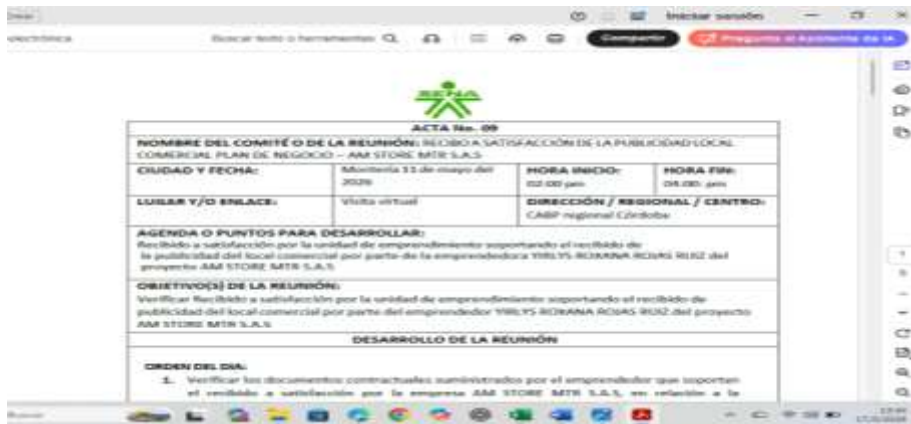 Iniciar sesión
electrónica
Buscar texto o herramientas
Compartir
Pregunta al Asistente de IA
SENA
ACTA No. 09
NOMBRE DEL COMITÉ O DE LA REUNIÓN: RECIBO A SATISFACCIÓN DE LA PUBLICIDAD LOCAL
COMERCIAL PLAN DE NEGOCIO – AM STORE MTR S.A.S
CIUDAD Y FECHA:
Montería 11 de mayo del
2026
HORA INICIO:
02:00 pm
HORA FIN:
04:00: pm
LUGAR Y/O ENLACE:
Visita virtual
DIRECCIÓN / REGIONAL / CENTRO:
CABP regional Córdoba
AGENDA O PUNTOS PARA DESARROLLAR:
Recibido a satisfacción por la unidad de emprendimiento soportando el recibido de
la publicidad del local comercial por parte de la emprendedora YIRLYS ROXANA ROJAS RUIZ del
proyecto AM STORE MTR S.A.S
OBJETIVO(S) DE LA REUNIÓN:
Verificar Recibido a satisfacción por la unidad de emprendimiento soportando el recibido de
publicidad del local comercial por parte del emprendedor YIRLYS ROXANA ROJAS RUIZ del proyecto
AM STORE MTR S.A.S
DESARROLLO DE LA REUNIÓN
ORDEN DEL DIA:
1. Verificar los documentos contractuales suministrados por el emprendedor que soportan
el recibido a satisfacción por la empresa AM STORE MTR S.A.S, en relación a la